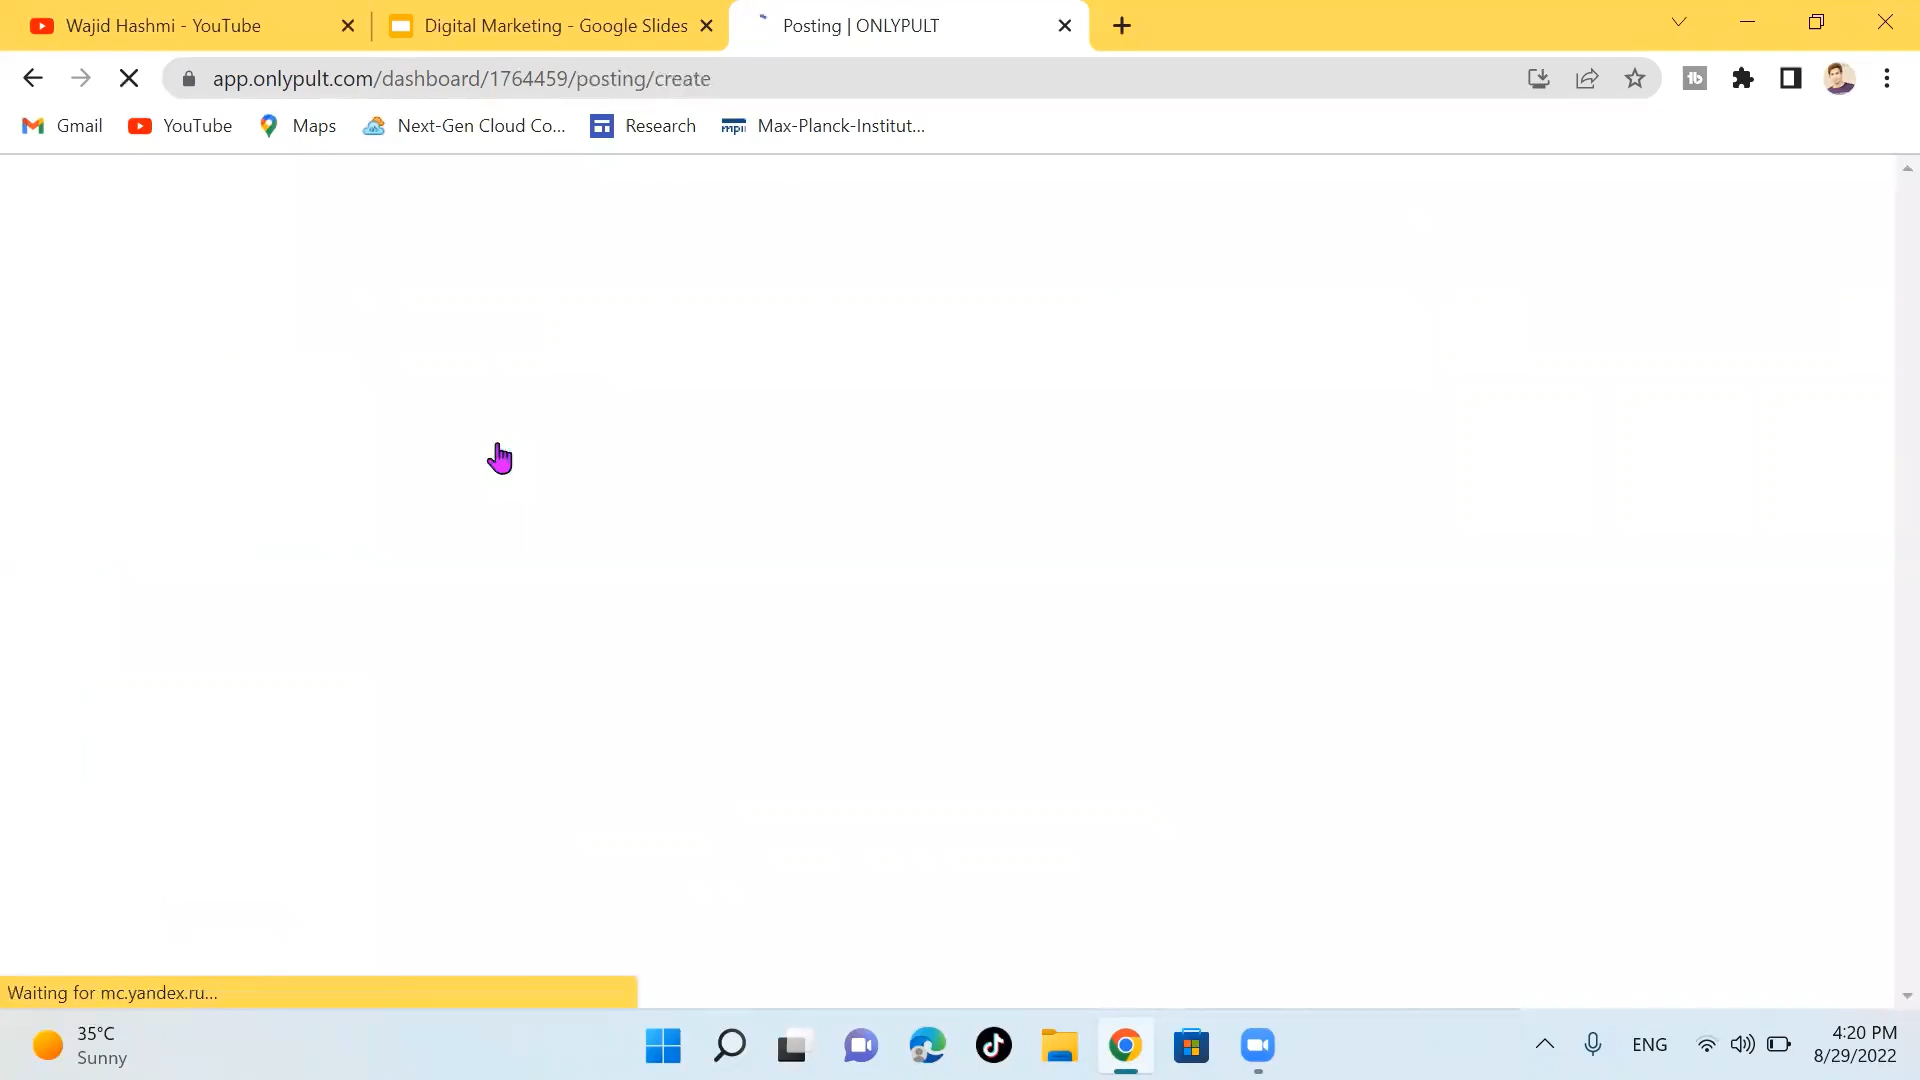 Wajid Hashmi - YouTube
Digital Marketing - Google Slides
Posting | ONLYPULT
app.onlypult.com/dashboard/1764459/posting/create
tb
Gmail
YouTube
Maps
Next-Gen Cloud Co...
Research
mpii
Max-Planck-Institut...
Waiting for mc.yandex.ru...
35°C
Sunny
ENG
4:20 PM
8/29/2022